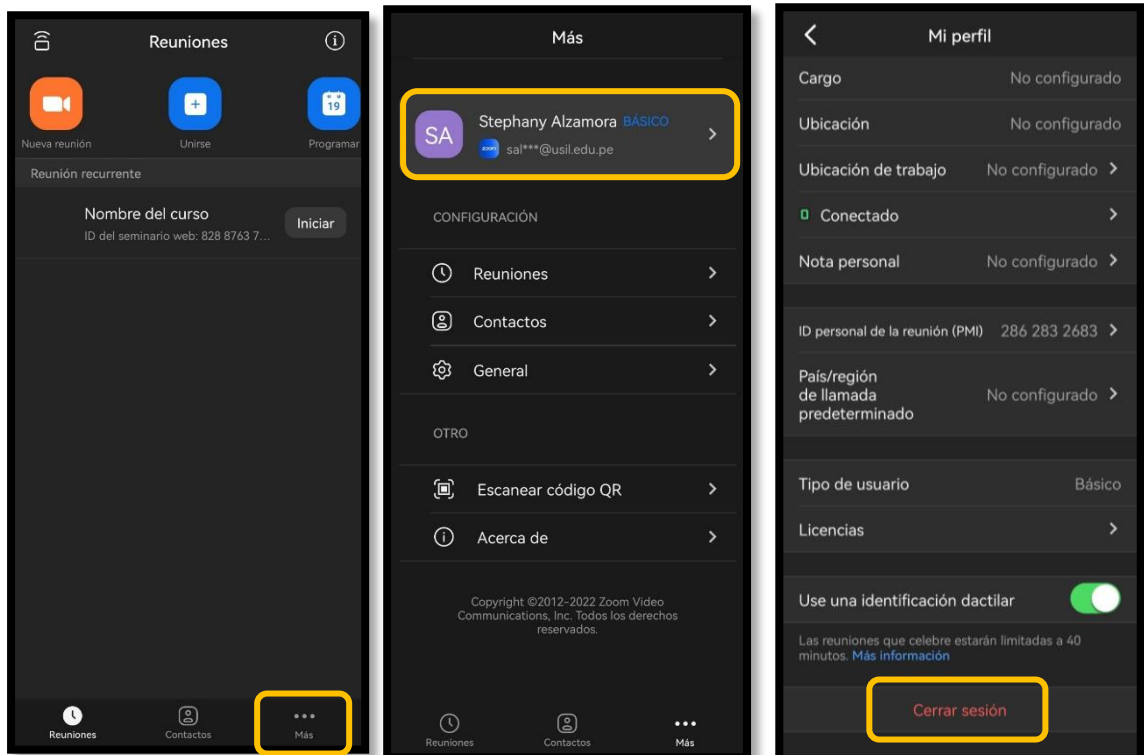 Reuniones
19
Nueva reunión
Unirse
Programar
Reunión recurrente
Nombre del curso
ID del seminario web: 828 8763 7...
Iniciar
Reuniones
Contactos
Más
Más
SA
Stephany Alzamora BÁSICO
zoom sal***@usil.edu.pe
CONFIGURACIÓN
Reuniones
Contactos
General
OTRO
Escanear código QR
Acerca de
Copyright ©2012-2022 Zoom Video
Communications, Inc. Todos los derechos
reservados.
Reuniones
Contactos
Más
Mi perfil
Cargo No configurado
Ubicación No configurado
Ubicación de trabajo No configurado
Conectado
Nota personal No configurado
ID personal de la reunión (PMI) 286 283 2683
País/región
de llamada No configurado
predeterminado
Tipo de usuario Básico
Licencias
Use una identificación dactilar
Las reuniones que celebre estarán limitadas a 40
minutos. Más información
Cerrar sesión